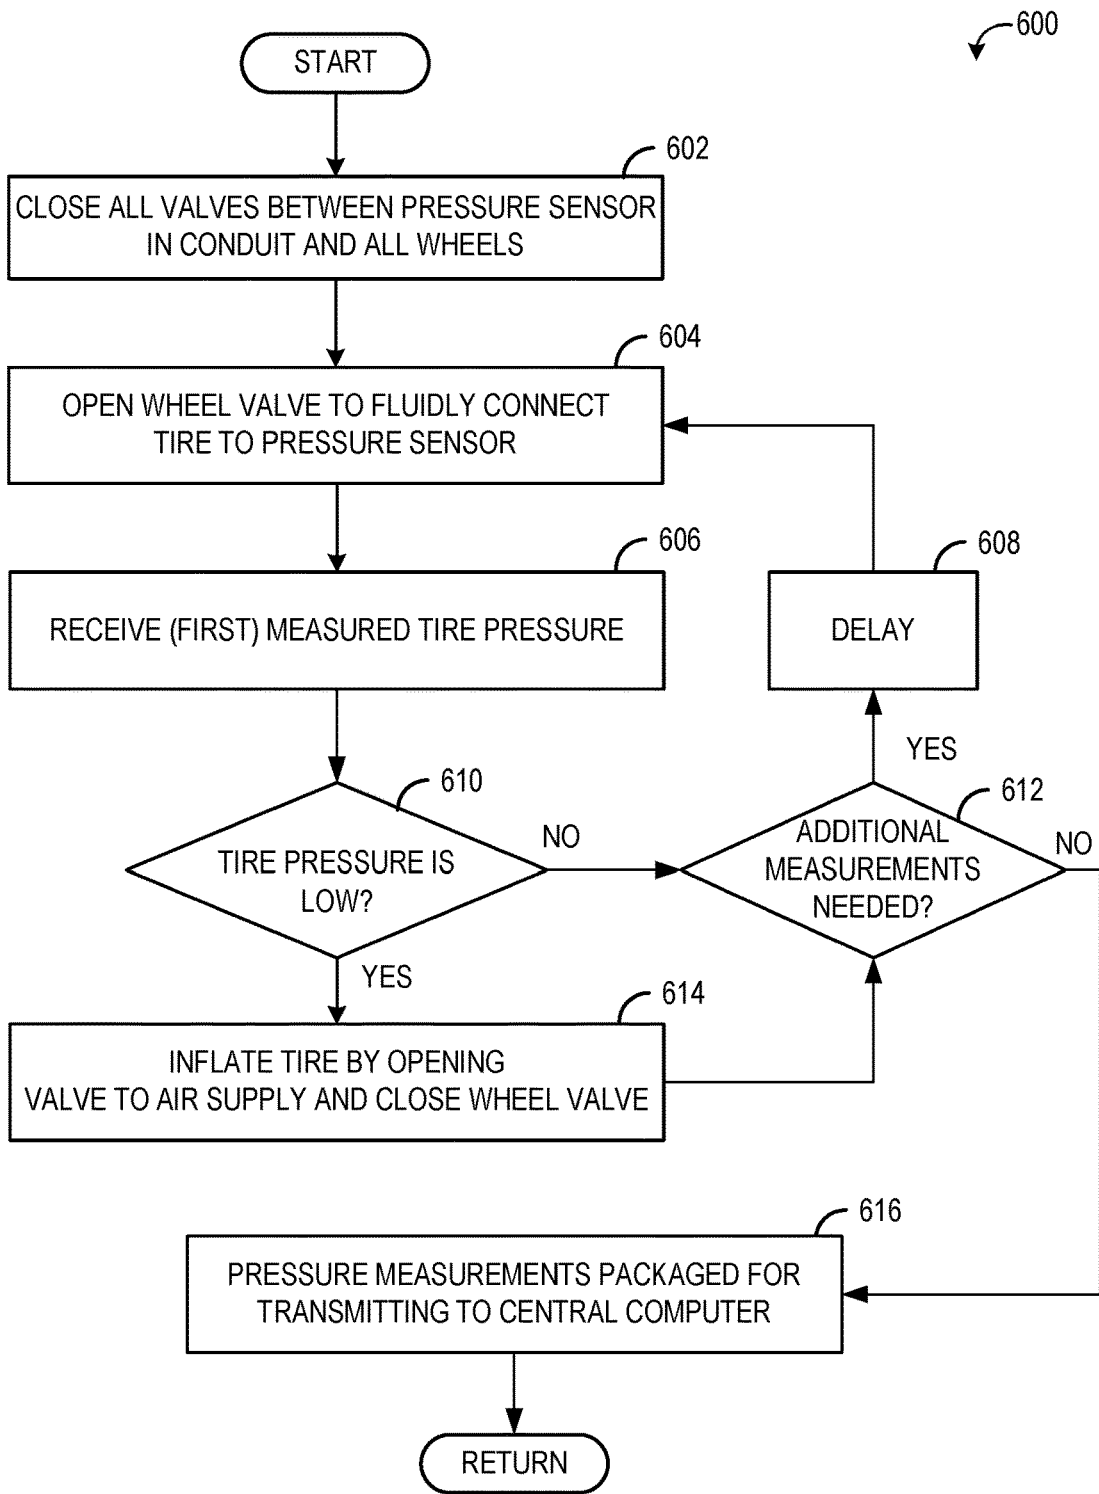 600
START
602
CLOSE ALL VALVES BETWEEN PRESSURE SENSOR
IN CONDUIT AND ALL WHEELS
604
OPEN WHEEL VALVE TO FLUIDLY CONNECT
TIRE TO PRESSURE SENSOR
606
RECEIVE (FIRST) MEASURED TIRE PRESSURE
608
DELAY
YES
610
TIRE PRESSURE IS
LOW?
NO
612
ADDITIONAL
MEASUREMENTS
NEEDED?
NO
YES
614
INFLATE TIRE BY OPENING
VALVE TO AIR SUPPLY AND CLOSE WHEEL VALVE
616
PRESSURE MEASUREMENTS PACKAGED FOR
TRANSMITTING TO CENTRAL COMPUTER
RETURN